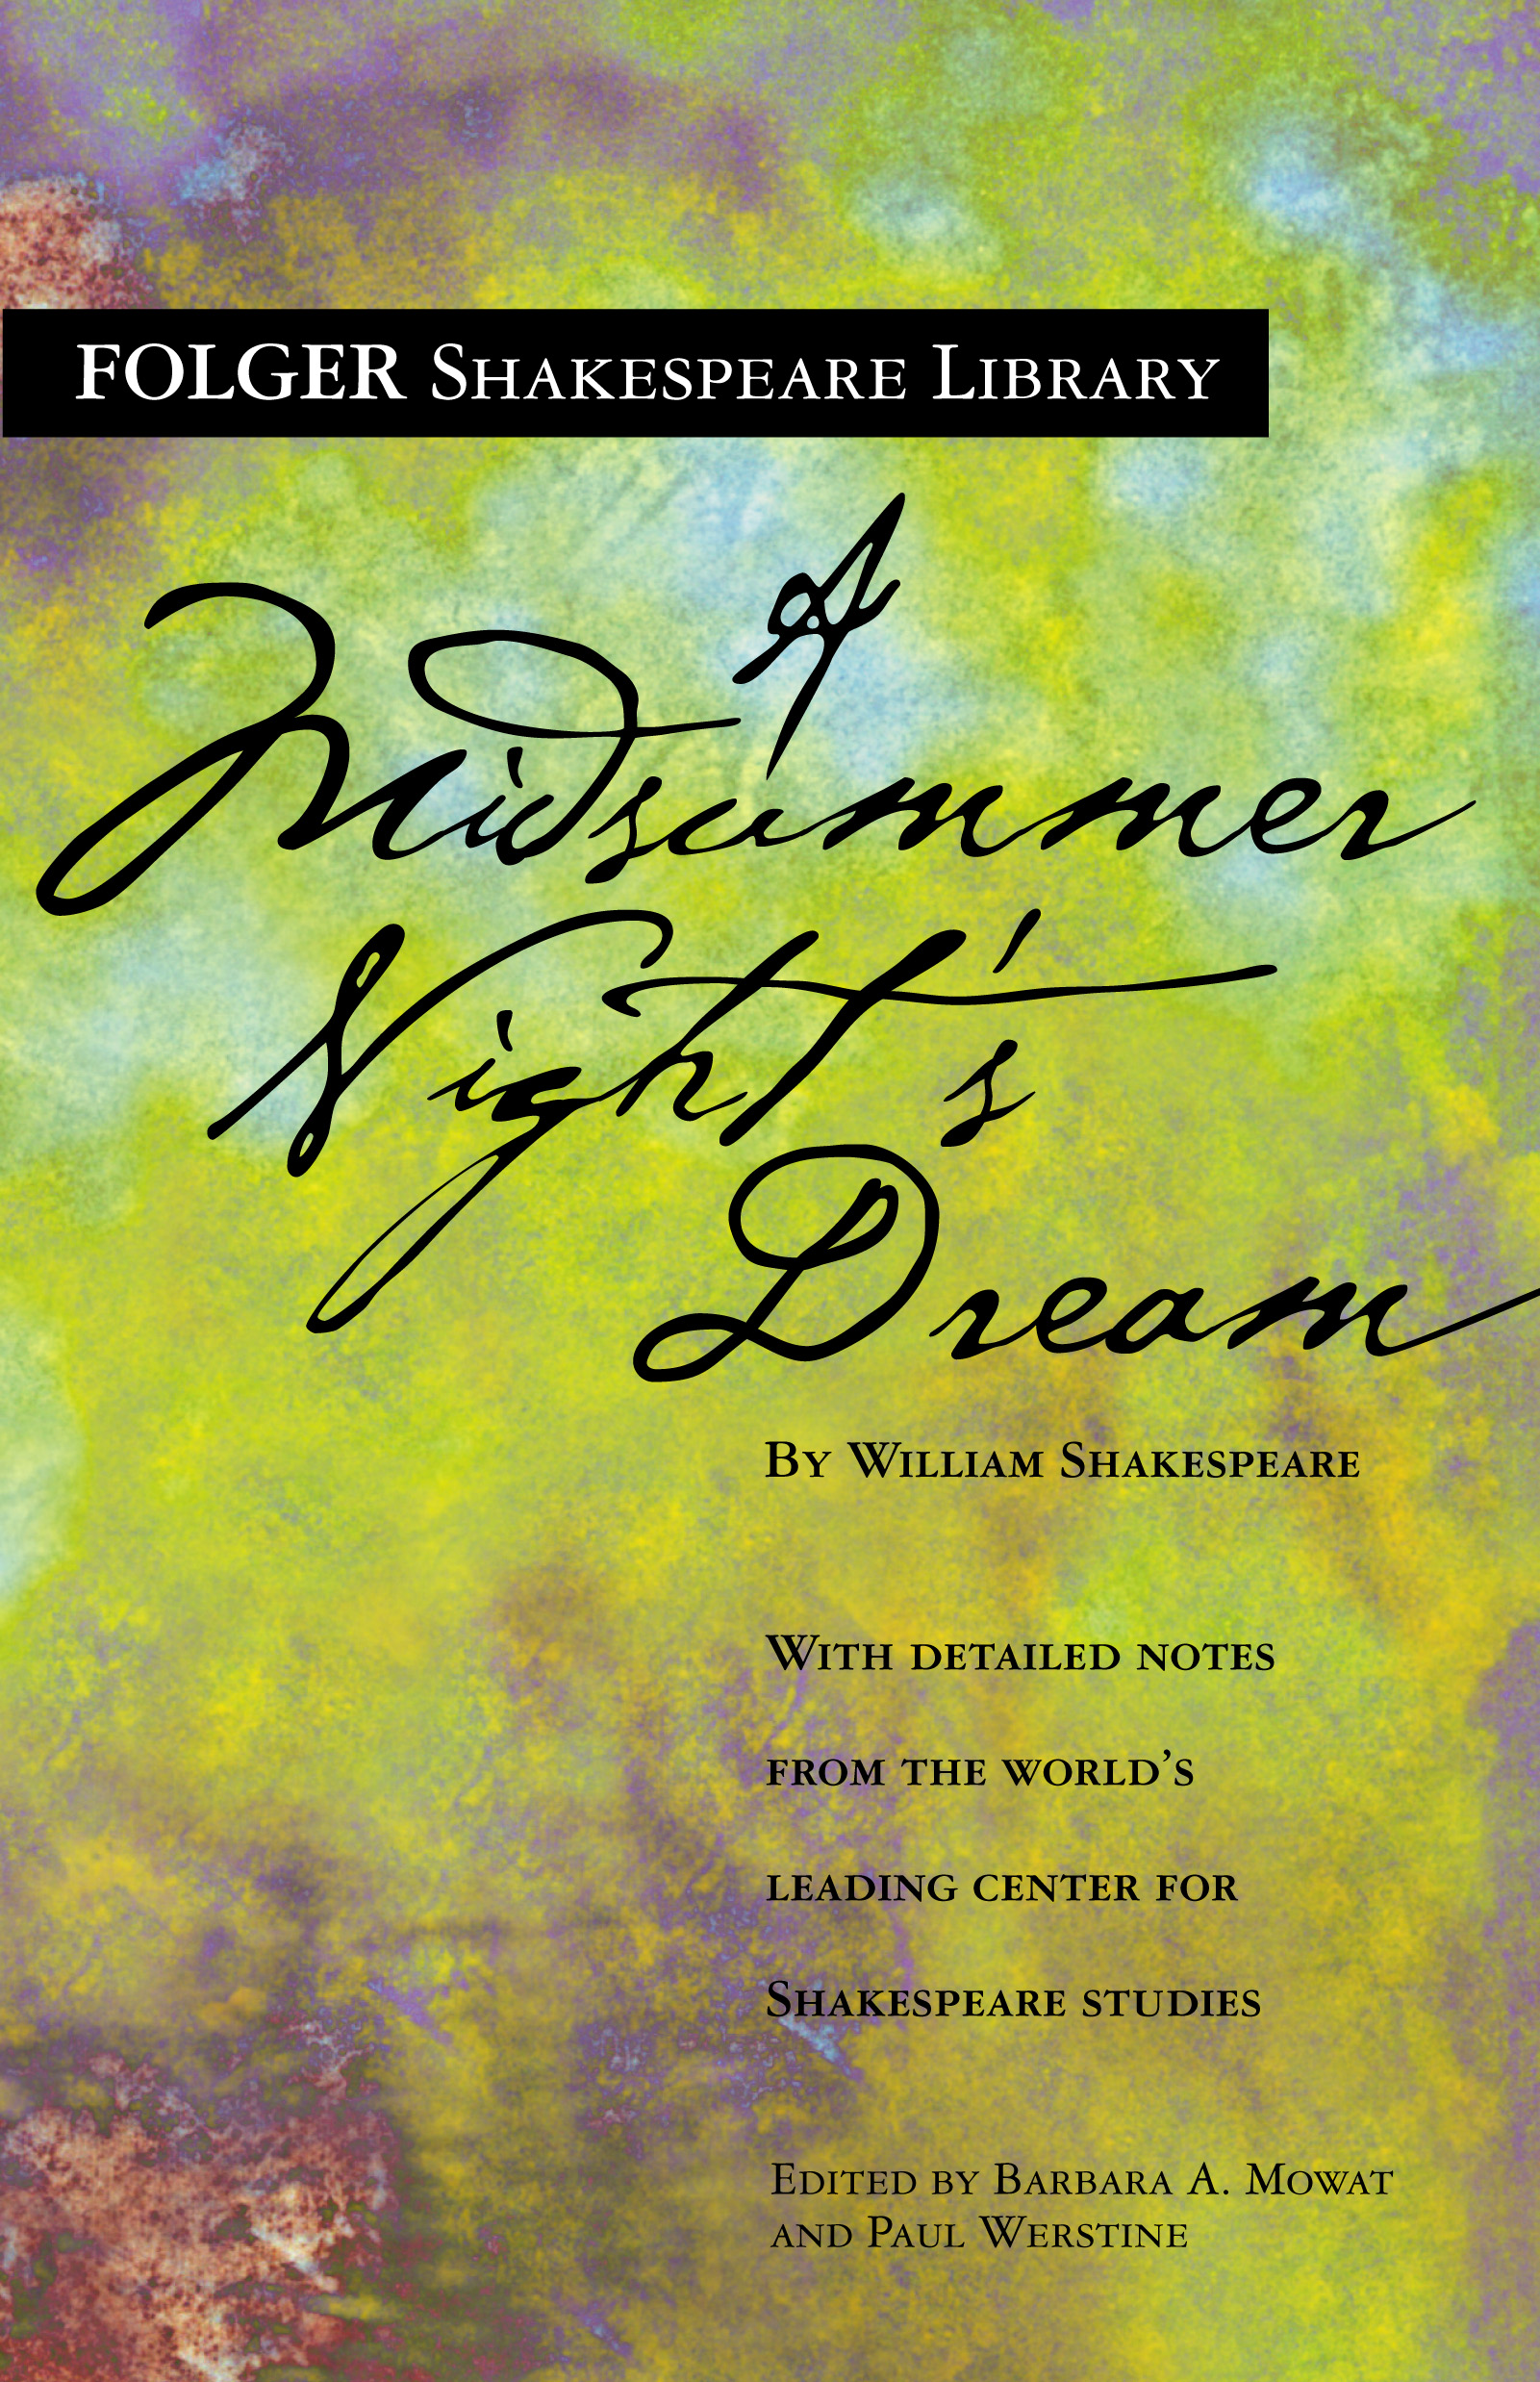 FOLGER SHAKESPEARE LIBRARY
A
Midsummer
Night's
Dream
BY WILLIAM SHAKESPEARE
WITH DETAILED NOTES
FROM THE WORLD'S
LEADING CENTER FOR
SHAKESPEARE STUDIES
EDITED BY BARBARA A. MOWAT
AND PAUL WERSTINE